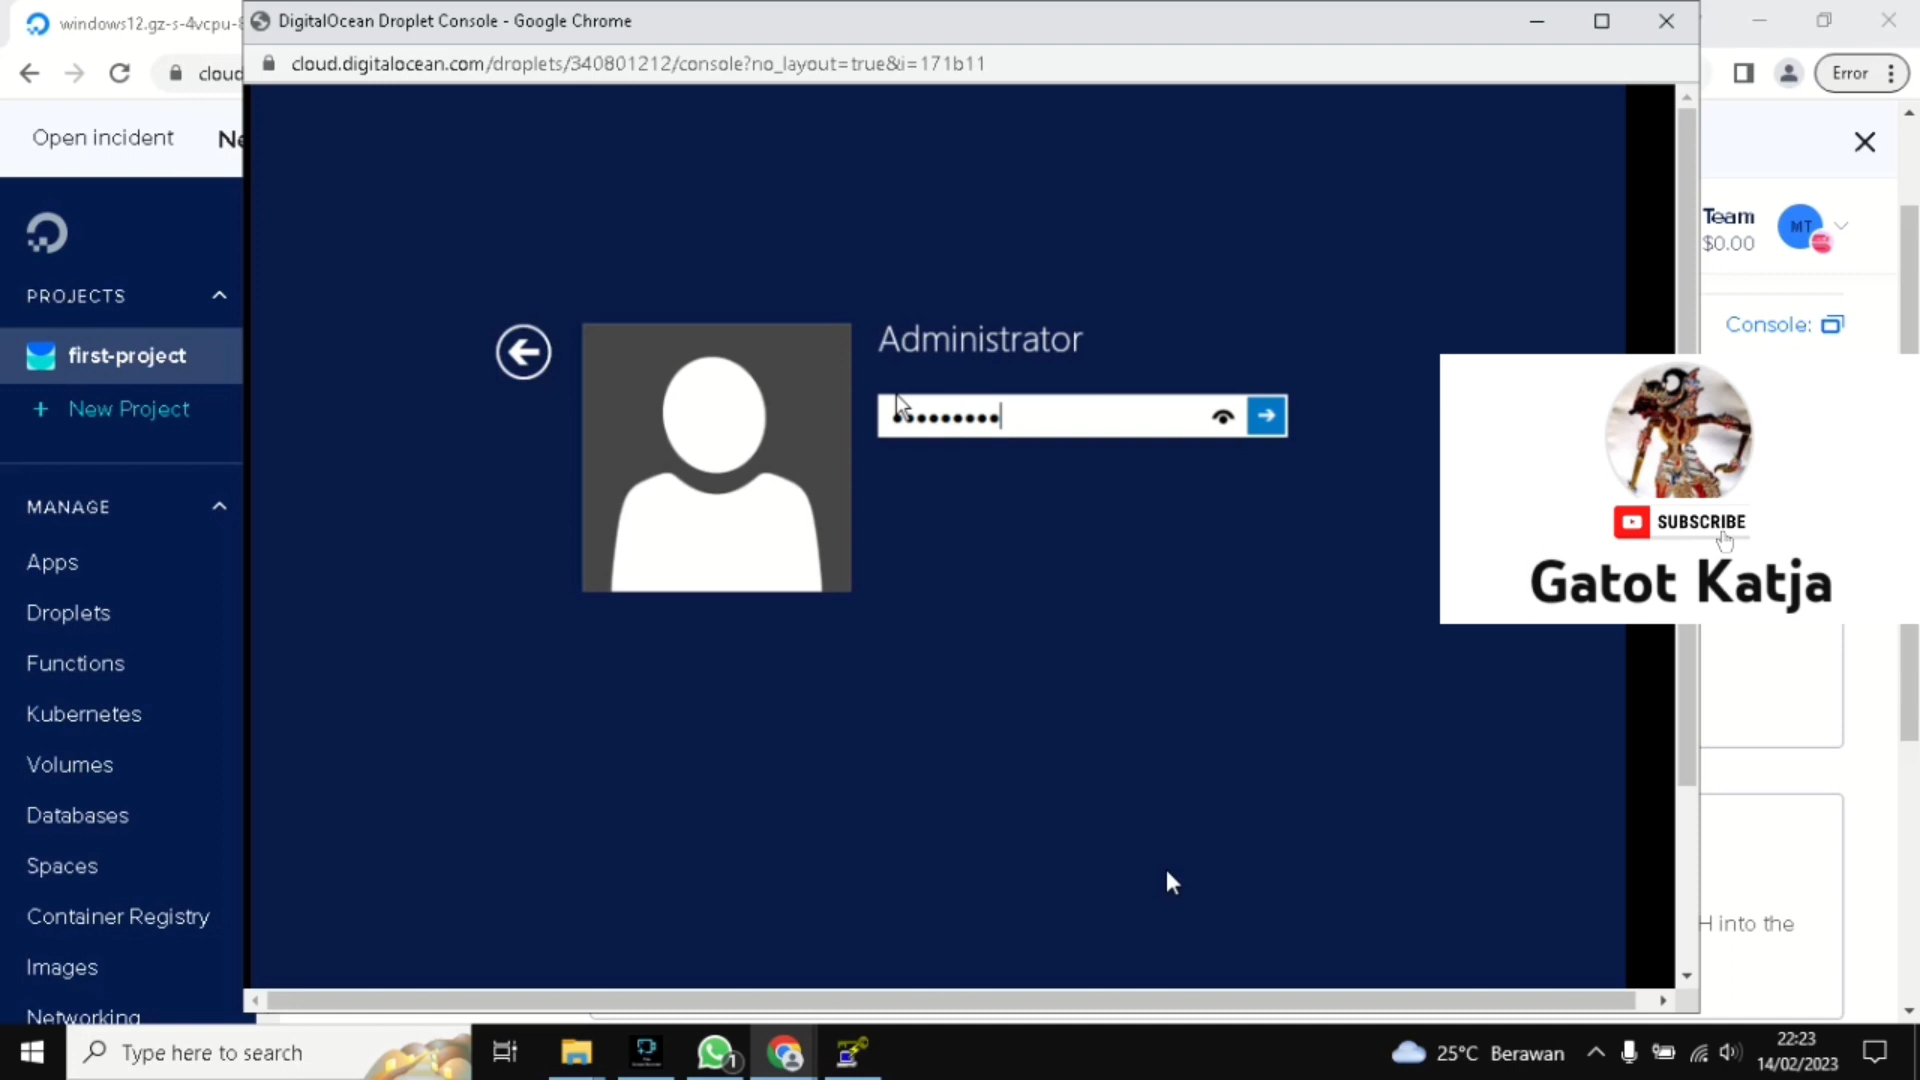 windows12.gz-s-4vcpu-8
DigitalOcean Droplet Console - Google Chrome
cloud.digitalocean.com/droplets/340801212/console?no_layout=true&i=171b11
cloud
Error
Open incident
Ne
Team
MT
$0.00
PROJECTS
first-project
+ New Project
Console:
Administrator
SUBSCRIBE
Gatot Katja
MANAGE
Apps
Droplets
Functions
Kubernetes
Volumes
Databases
Spaces
Container Registry
H into the
Images
Networking
Type here to search
1
25°C Berawan
22:23
14/02/2023